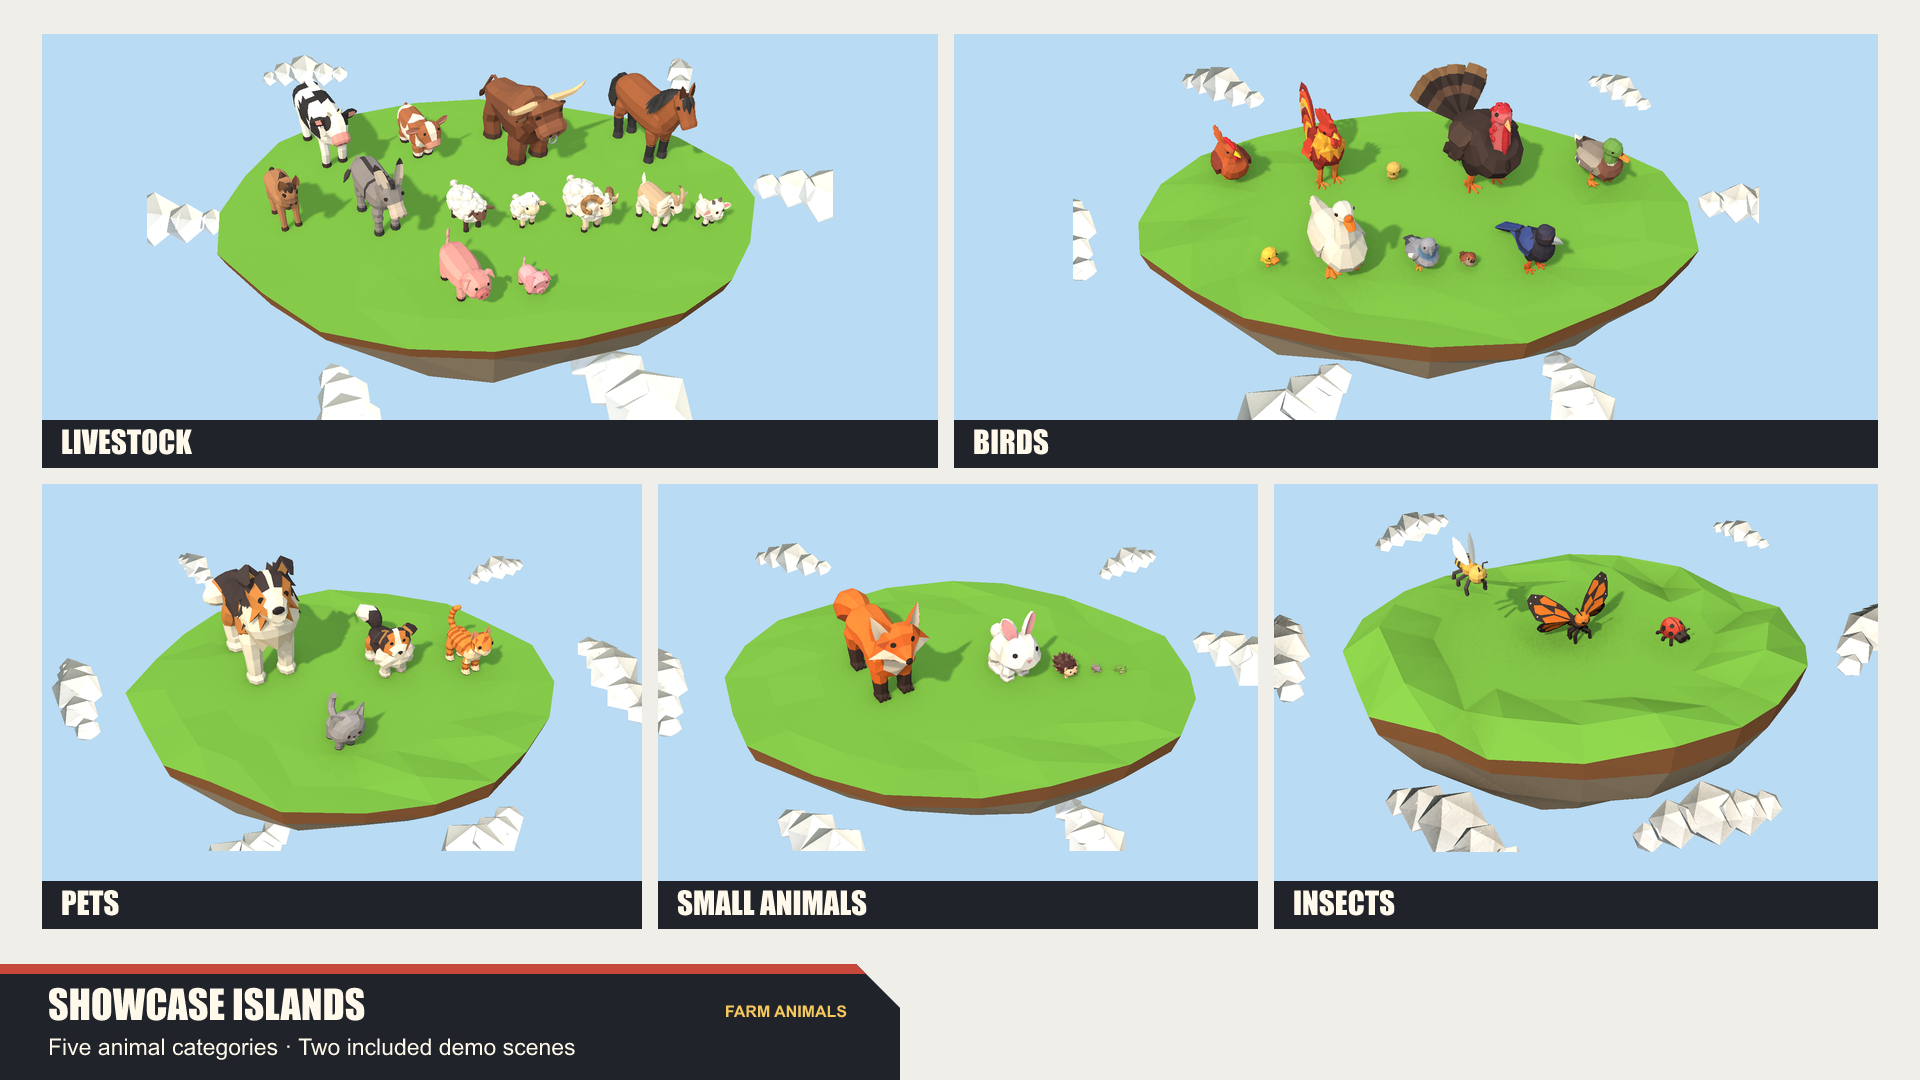 LIVESTOCK
BIRDS
PETS
SMALL ANIMALS
INSECTS
SHOWCASE ISLANDS
FARM ANIMALS
Five animal categories · Two included demo scenes